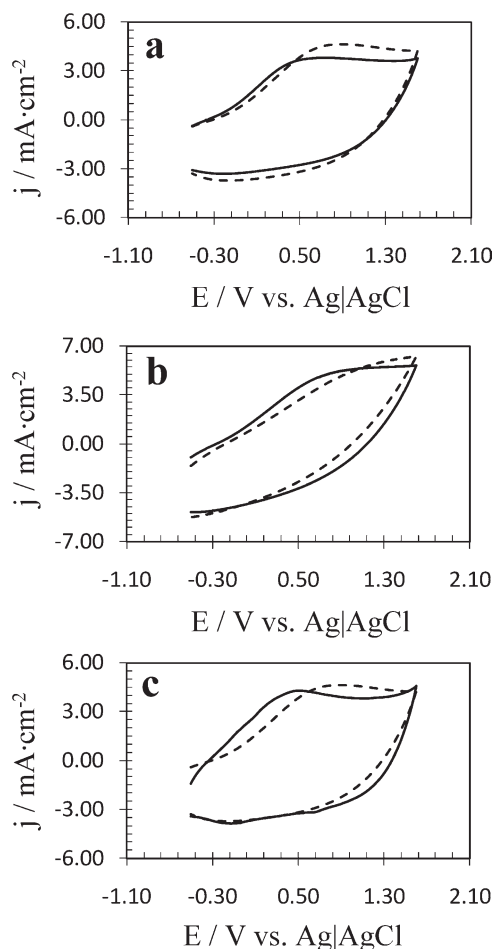 a
6.00
3.00
0.00
-3.00
-6.00
j / mA·cm⁻²
-1.10 -0.30 0.50 1.30 2.10
E / V vs. Ag|AgCl
b
7.00
3.50
0.00
-3.50
-7.00
j / mA·cm⁻²
-1.10 -0.30 0.50 1.30 2.10
E / V vs. Ag|AgCl
c
6.00
3.00
0.00
-3.00
-6.00
j / mA·cm⁻²
-1.10 -0.30 0.50 1.30 2.10
E / V vs. Ag|AgCl